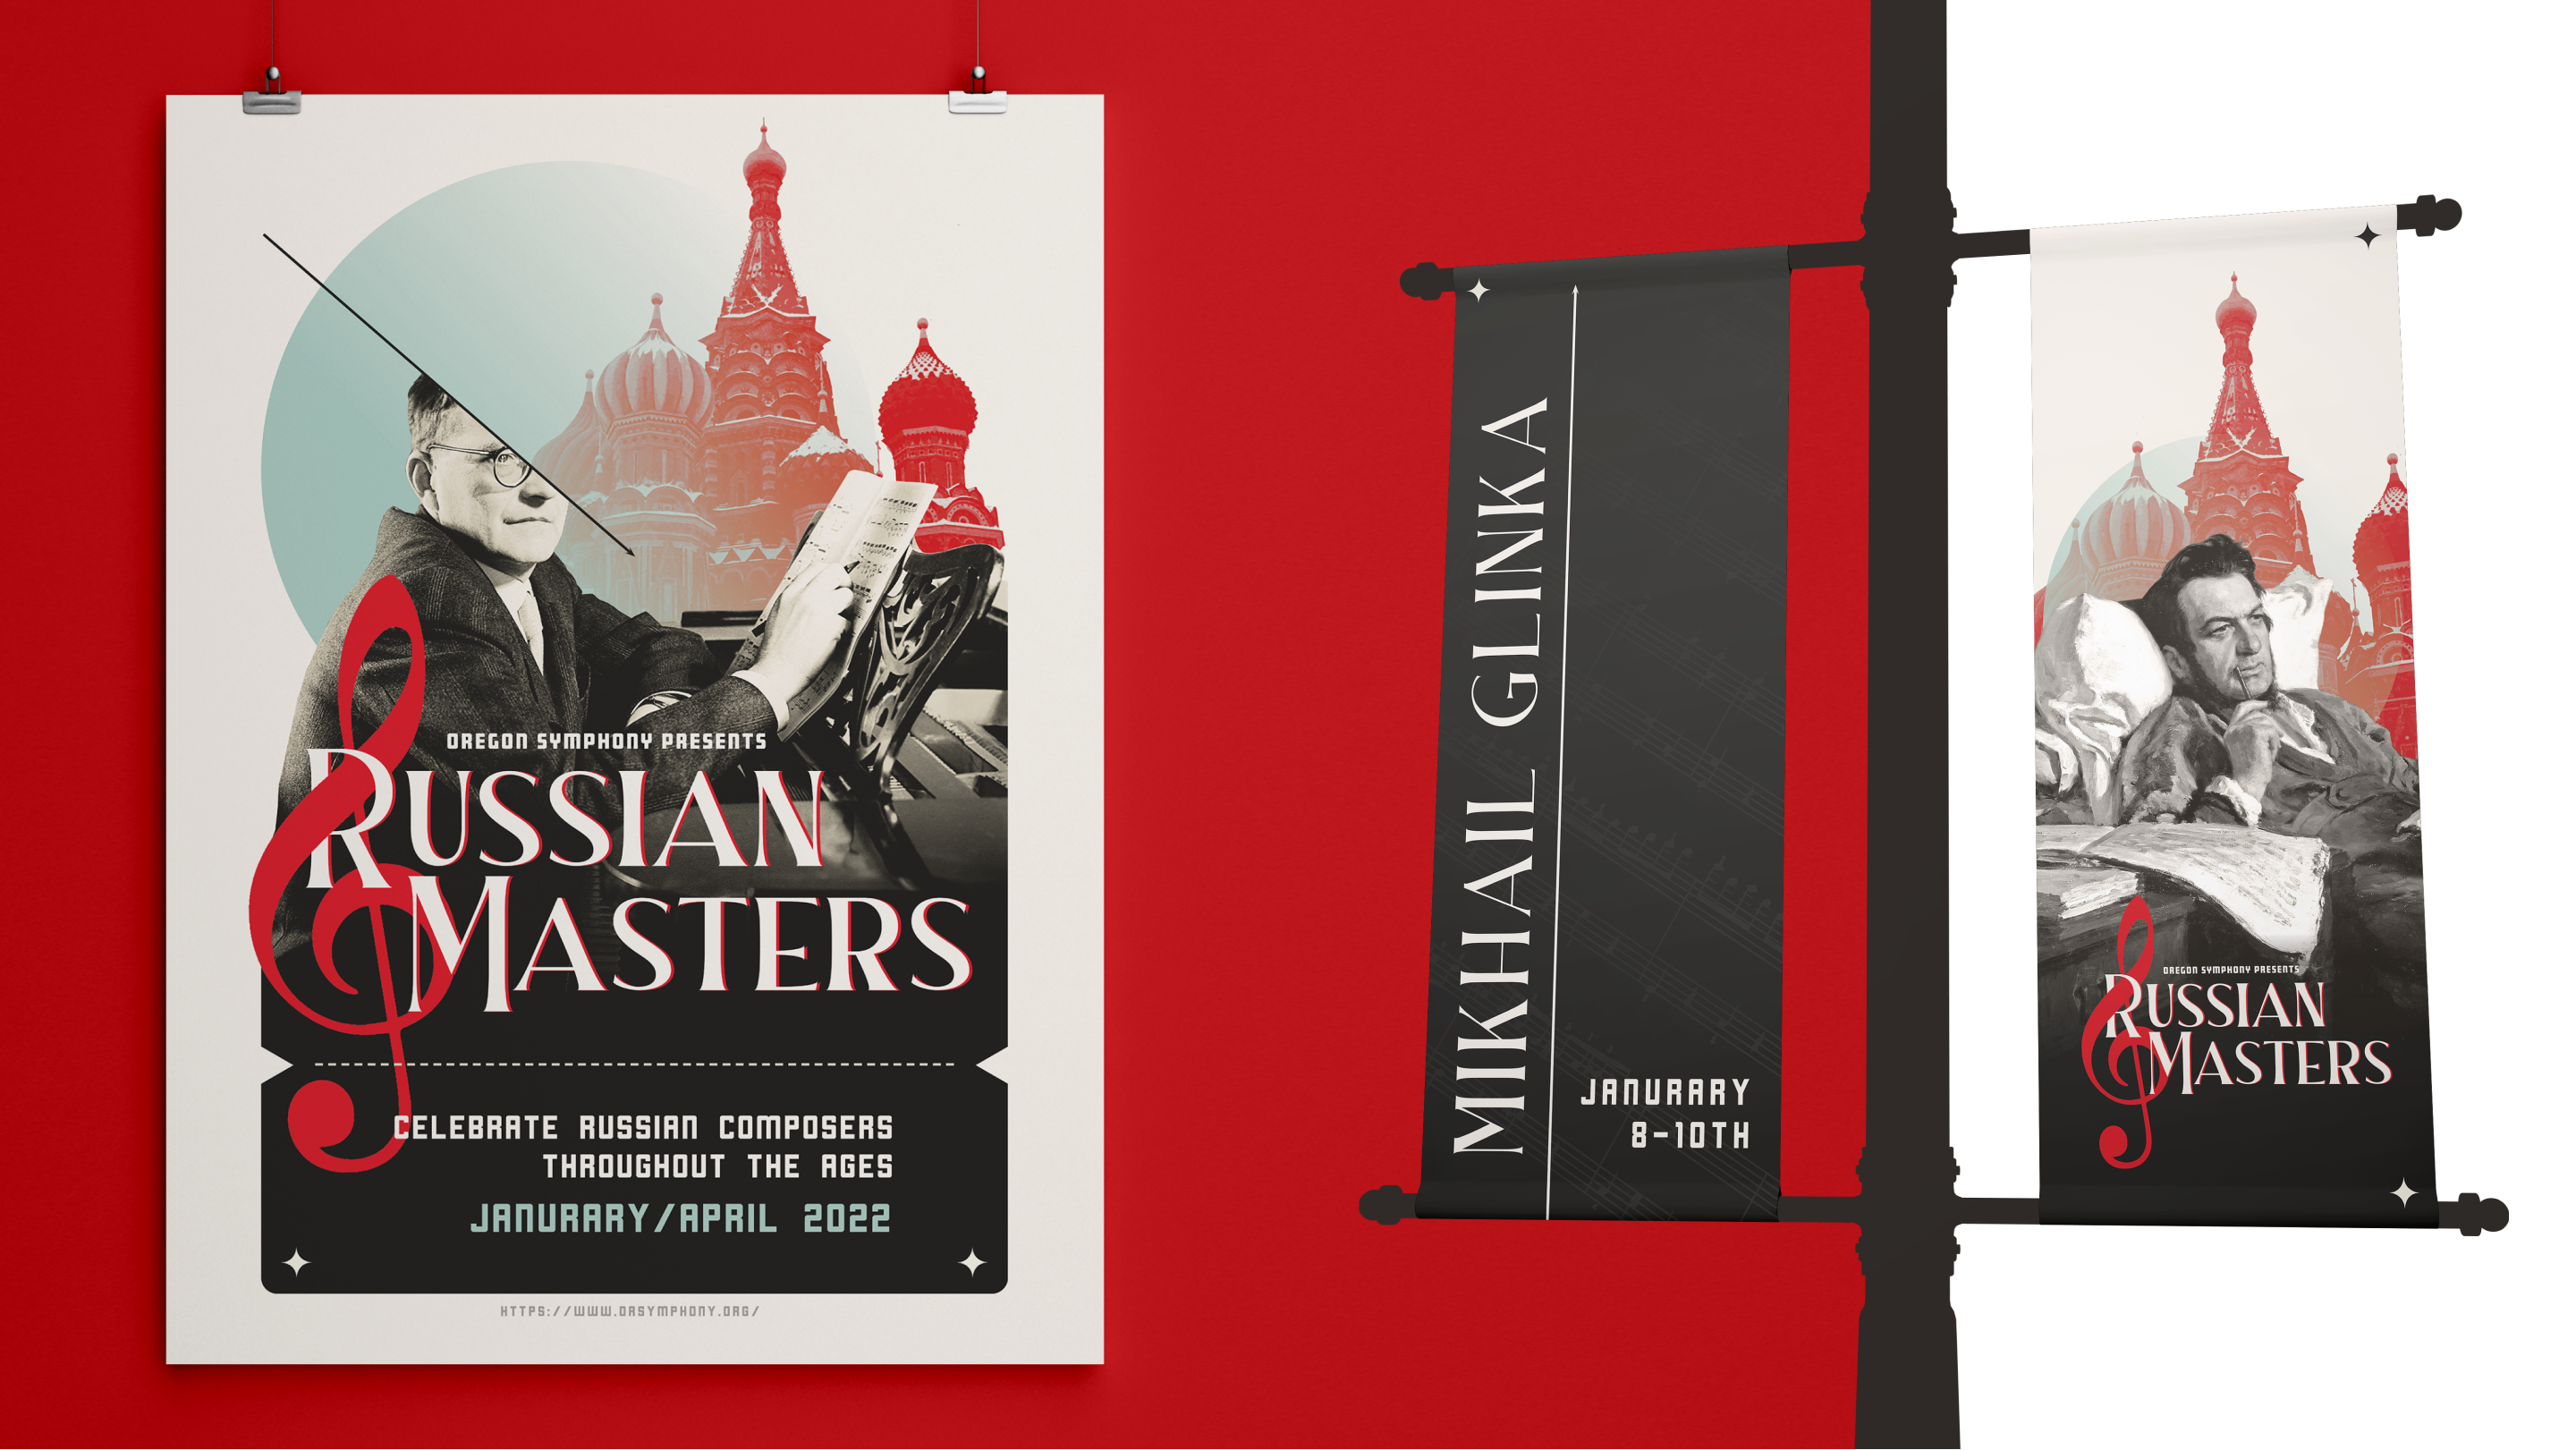 OREGON SYMPHONY PRESENTS
RUSSIAN
MASTERS
CELEBRATE RUSSIAN COMPOSERS
THROUGHOUT THE AGES
JANURARY/APRIL 2022
HTTPS://WWW.ORSYMPHONY.ORG/
MIKHAIL GLINKA
JANURARY
8-10TH
OREGON SYMPHONY PRESENTS
RUSSIAN
MASTERS